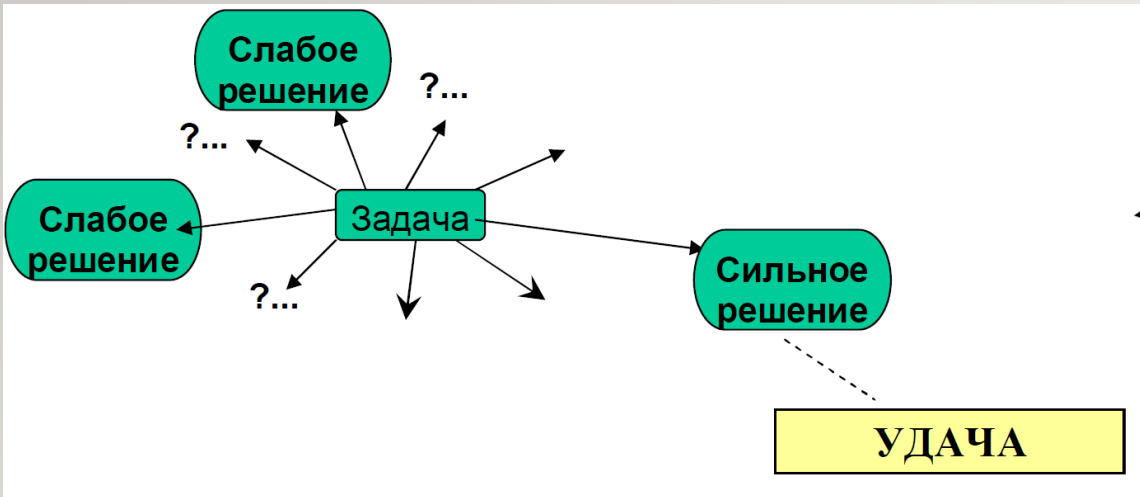 Слабое
решение
?...
?...
Слабое
решение
Задача
?...
Сильное
решение
УДАЧА